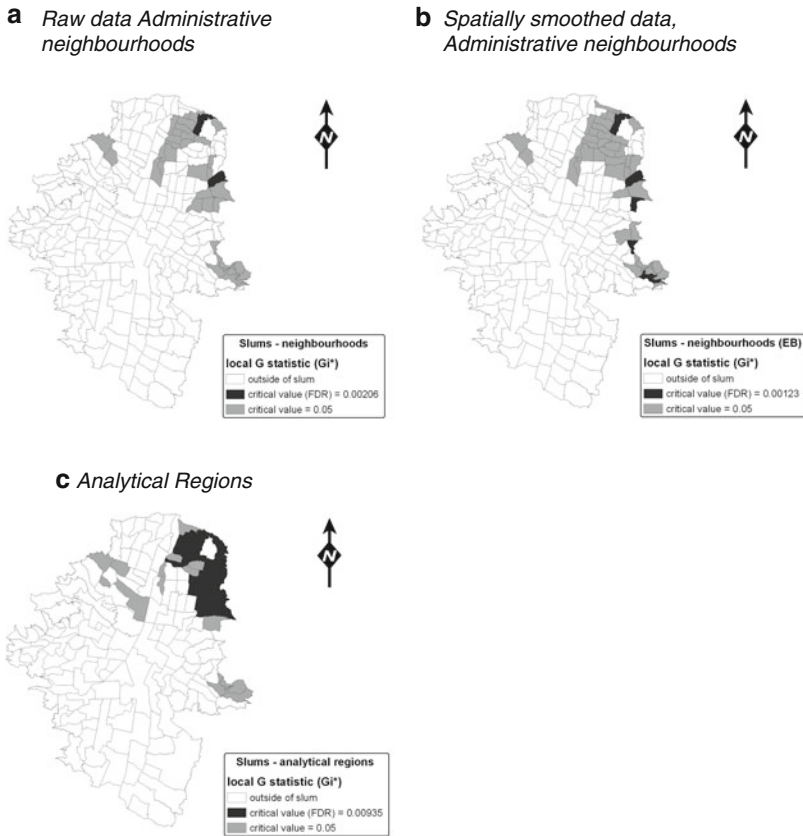 a Raw data Administrative
neighbourhoods
b Spatially smoothed data,
Administrative neighbourhoods
N
N
Slums - neighbourhoods
local G statistic (Gi*)
outside of slum
critical value (FDR) = 0.00206
critical value = 0.05
Slums - neighbourhoods (EB)
local G statistic (Gi*)
outside of slum
critical value (FDR) = 0.00123
critical value = 0.05
c Analytical Regions
N
Slums - analytical regions
local G statistic (Gi*)
outside of slum
critical value (FDR) = 0.00935
critical value = 0.05